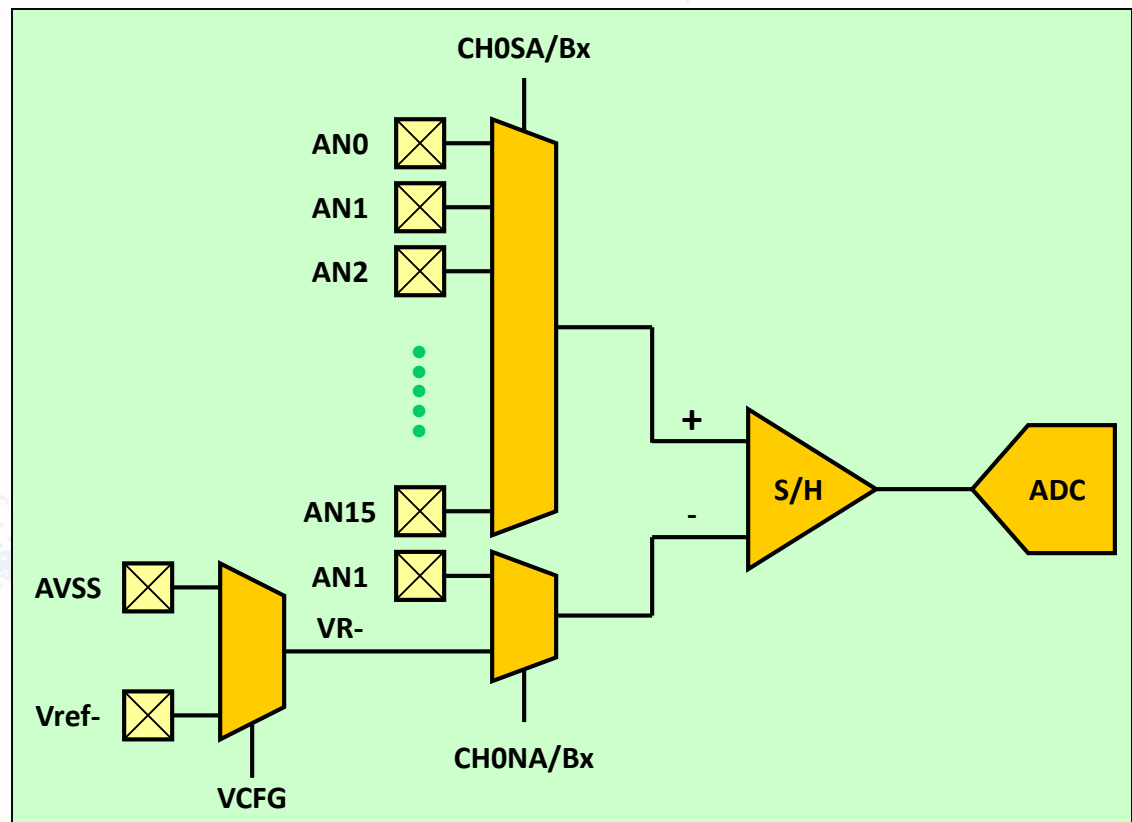 CH0SA/Bx
AN0
AN1
AN2
+
S/H
ADC
-
AN15
AN1
AVSS
VR-
Vref-
CH0NA/Bx
VCFG